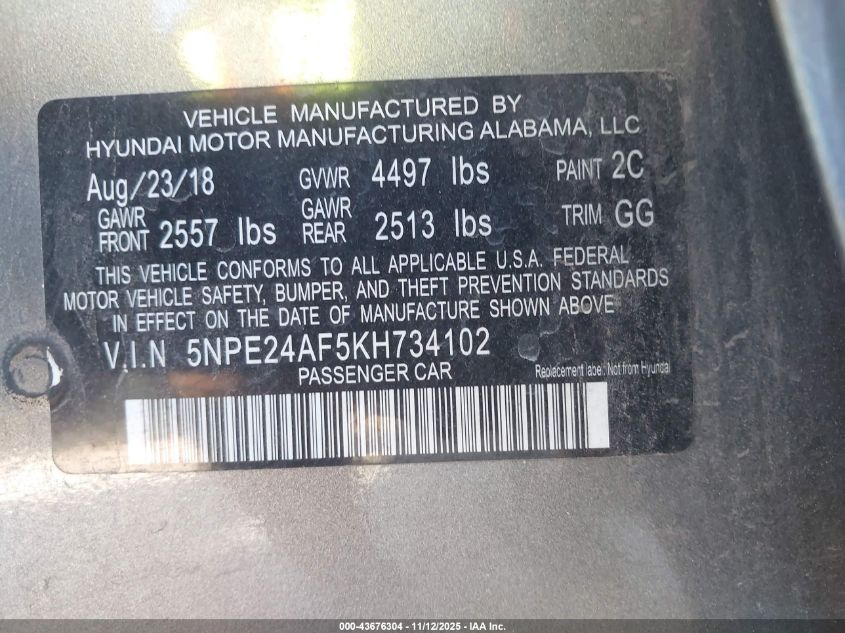 VEHICLE MANUFACTURED BY
HYUNDAI MOTOR MANUFACTURING ALABAMA, LLC
Aug/23/18 GVWR 4497 lbs PAINT 2C
GAWR FRONT 2557 lbs GAWR REAR 2513 lbs TRIM GG
THIS VEHICLE CONFORMS TO ALL APPLICABLE U.S.A. FEDERAL
MOTOR VEHICLE SAFETY, BUMPER, AND THEFT PREVENTION STANDARDS
IN EFFECT ON THE DATE OF MANUFACTURE SHOWN ABOVE
V.I.N 5NPE24AF5KH734102
PASSENGER CAR
Replacement label. Not from Hyundai
000-43676304 - 11/12/2025 - IAA Inc.